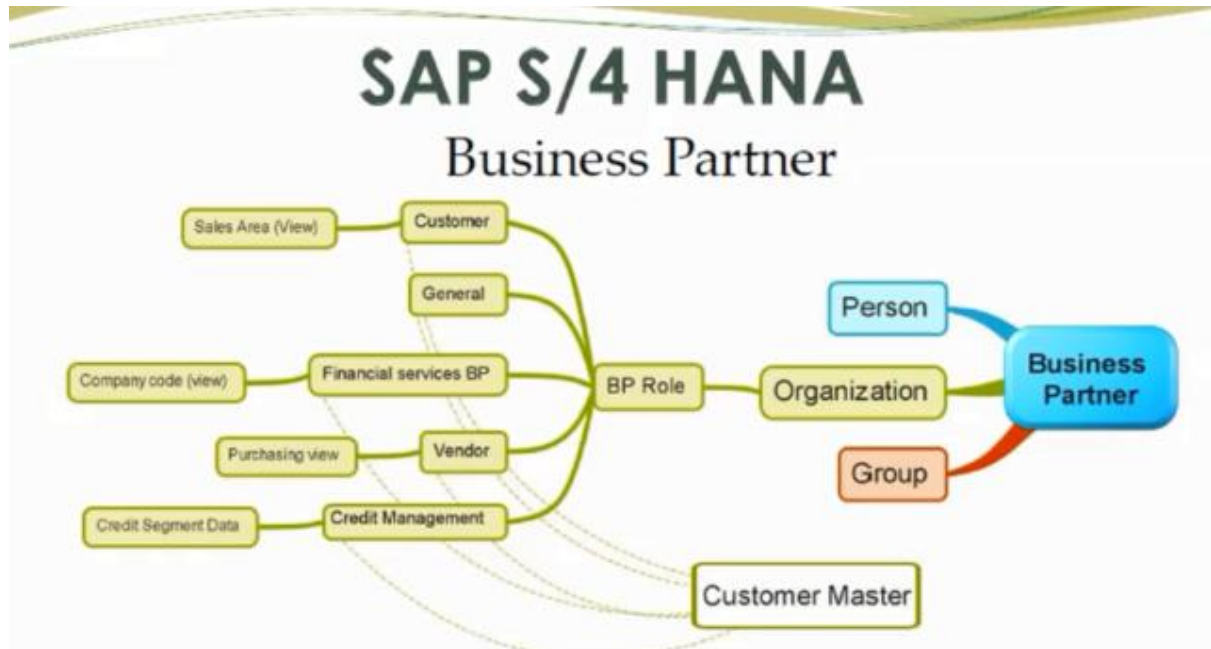 SAP S/4 HANA
Business Partner
Sales Area (View)
Customer
General
Person
Company code (view)
Financial services BP
BP Role
Organization
Business
Partner
Purchasing view
Vendor
Group
Credit Segment Data
Credit Management
Customer Master